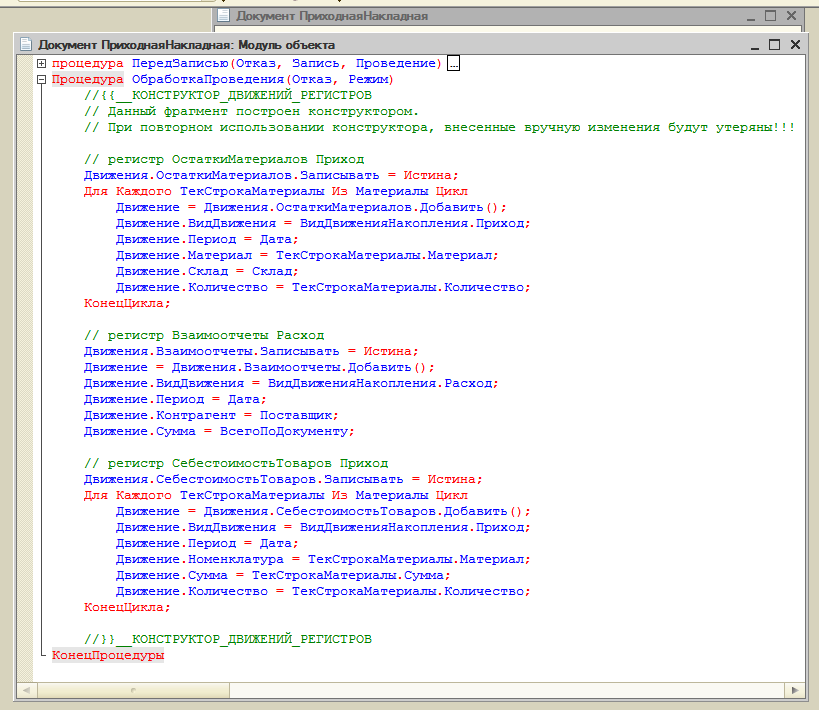 Документ ПриходнаяНакладная
Документ ПриходнаяНакладная: Модуль объекта
процедура ПередЗаписью(Отказ, Запись, Проведение) ...
Процедура ОбработкаПроведения(Отказ, Режим)
//{{__КОНСТРУКТОР_ДВИЖЕНИЙ_РЕГИСТРОВ
// Данный фрагмент построен конструктором.
// При повторном использовании конструктора, внесенные вручную изменения будут утеряны!!!
// регистр ОстаткиМатериалов Приход
Движения.ОстаткиМатериалов.Записывать = Истина;
Для Каждого ТекСтрокаМатериалы Из Материалы Цикл
Движение = Движения.ОстаткиМатериалов.Добавить();
Движение.ВидДвижения = ВидДвиженияНакопления.Приход;
Движение.Период = Дата;
Движение.Материал = ТекСтрокаМатериалы.Материал;
Движение.Склад = Склад;
Движение.Количество = ТекСтрокаМатериалы.Количество;
КонецЦикла;
// регистр Взаимоотчеты Расход
Движения.Взаимоотчеты.Записывать = Истина;
Движение = Движения.Взаимоотчеты.Добавить();
Движение.ВидДвижения = ВидДвиженияНакопления.Расход;
Движение.Период = Дата;
Движение.Контрагент = Поставщик;
Движение.Сумма = ВсегоПоДокументу;
// регистр СебестоимостьТоваров Приход
Движения.СебестоимостьТоваров.Записывать = Истина;
Для Каждого ТекСтрокаМатериалы Из Материалы Цикл
Движение = Движения.СебестоимостьТоваров.Добавить();
Движение.ВидДвижения = ВидДвиженияНакопления.Приход;
Движение.Период = Дата;
Движение.Номенклатура = ТекСтрокаМатериалы.Материал;
Движение.Сумма = ТекСтрокаМатериалы.Сумма;
Движение.Количество = ТекСтрокаМатериалы.Количество;
КонецЦикла;
//}}__КОНСТРУКТОР_ДВИЖЕНИЙ_РЕГИСТРОВ
КонецПроцедуры